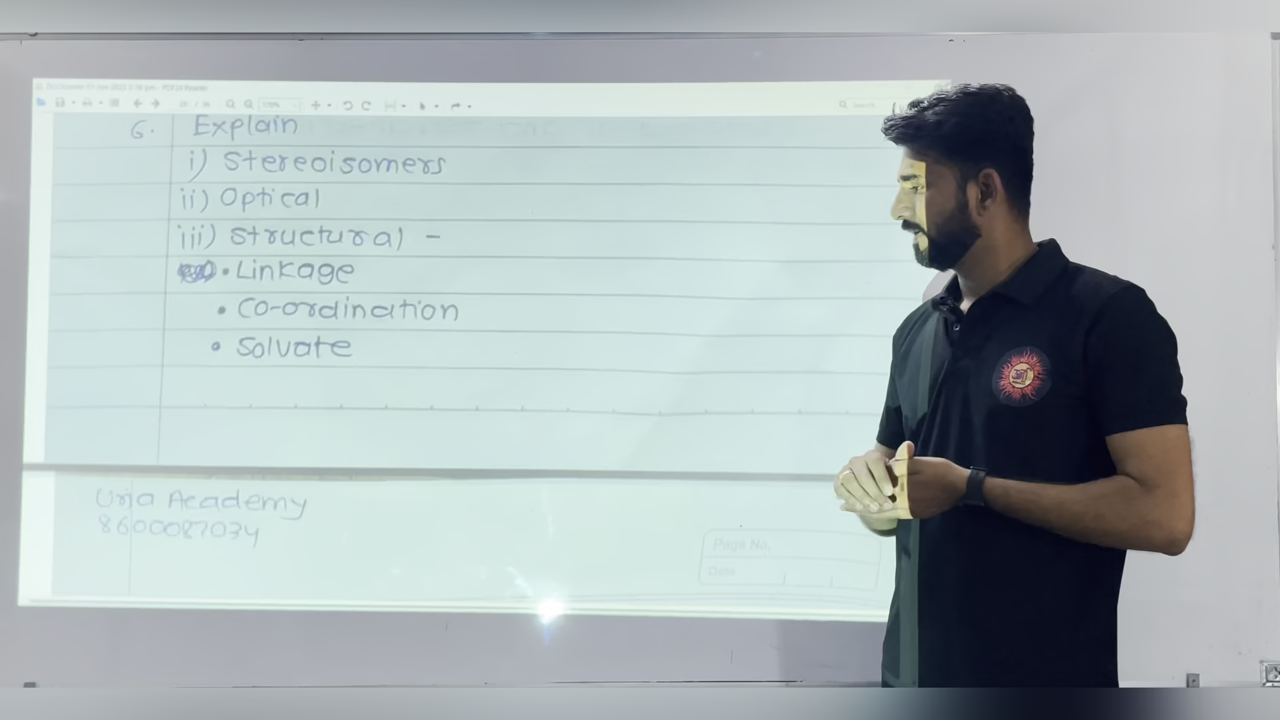 6. Explain
i) Stereoisomers
ii) Optical
iii) structural -
• Linkage
• Co-ordination
• Solvate
Urja Academy
8600087034
Page No.
Date